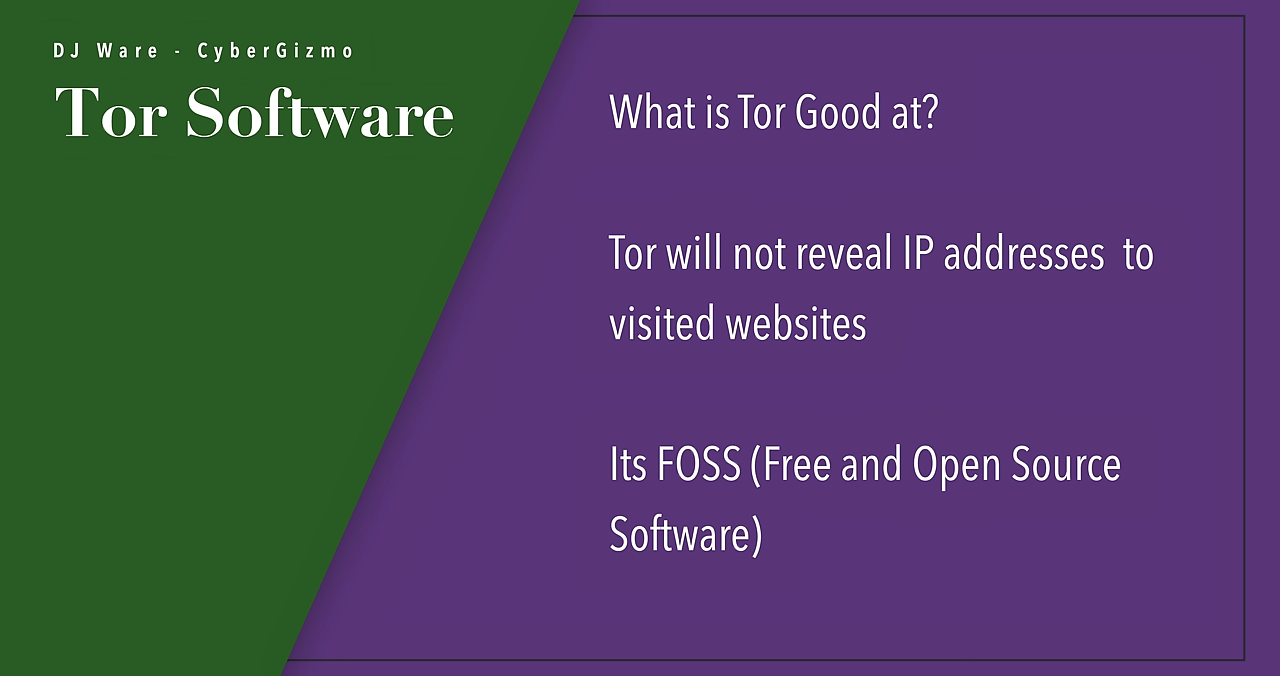 DJ Ware - CyberGizmo
Tor Software
What is Tor Good at?
Tor will not reveal IP addresses  to
visited websites
Its FOSS (Free and Open Source
Software)